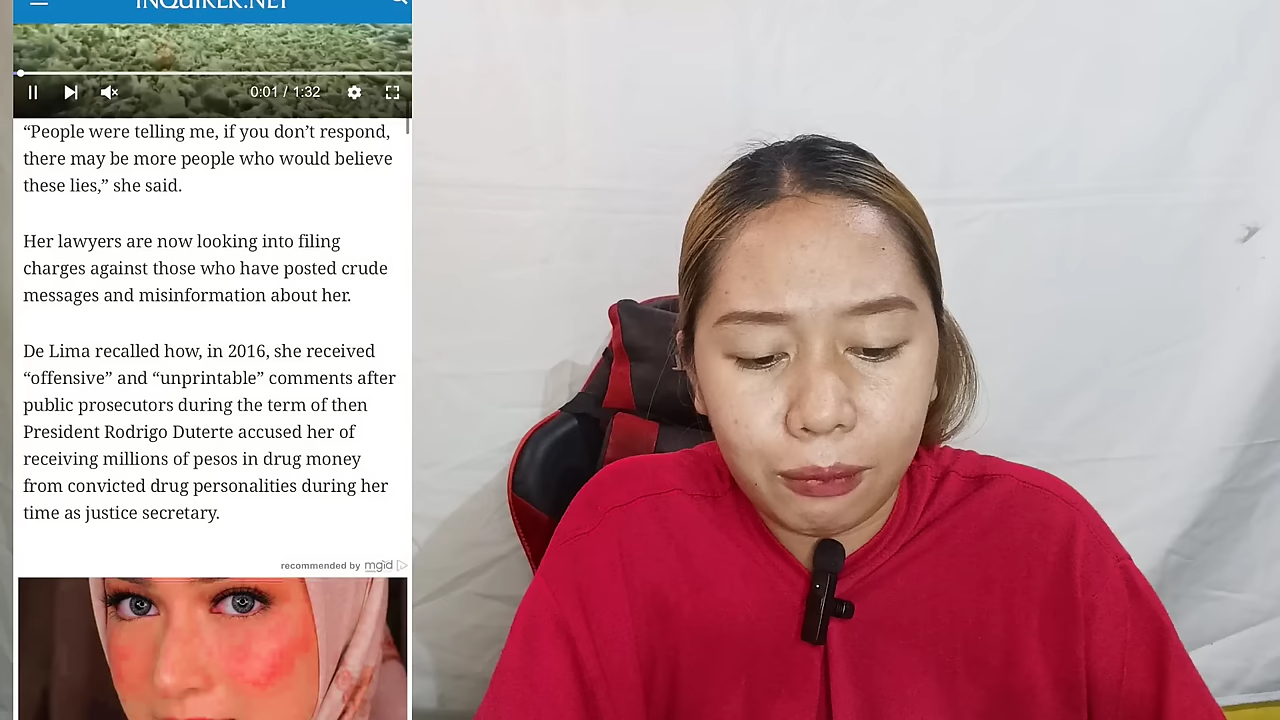 INQUIRER.NET
0:01 / 1:32
“People were telling me, if you don’t respond,
there may be more people who would believe
these lies,” she said.
Her lawyers are now looking into filing
charges against those who have posted crude
messages and misinformation about her.
De Lima recalled how, in 2016, she received
“offensive” and “unprintable” comments after
public prosecutors during the term of then
President Rodrigo Duterte accused her of
receiving millions of pesos in drug money
from convicted drug personalities during her
time as justice secretary.
recommended by mgid